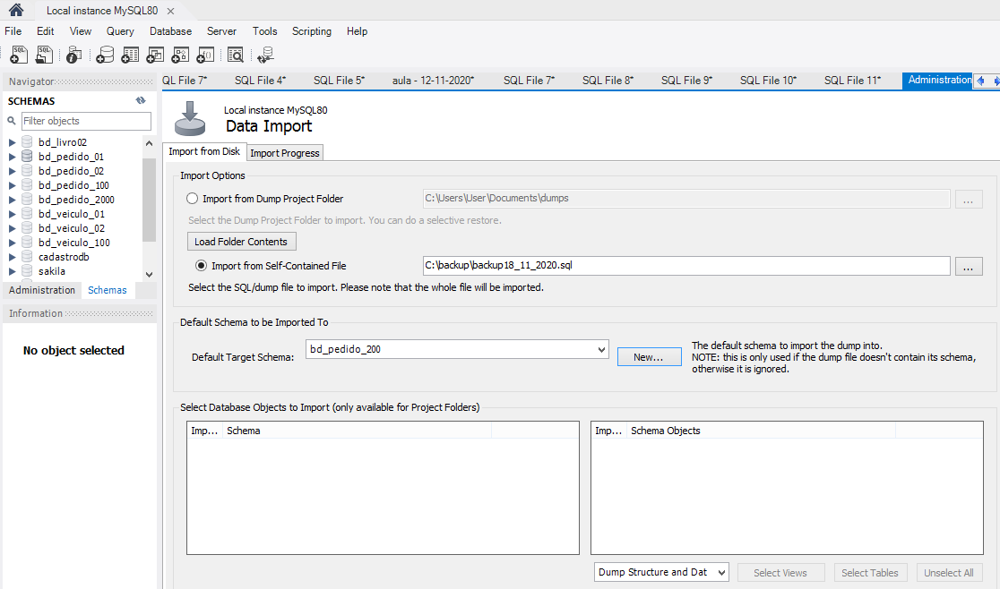 Local instance MySQL80
File Edit View Query Database Server Tools Scripting Help
Navigator
SCHEMAS
Filter objects
bd_livro02
bd_pedido_01
bd_pedido_02
bd_pedido_100
bd_pedido_2000
bd_veiculo_01
bd_veiculo_02
bd_veiculo_100
cadastrodb
sakila
Administration Schemas
Information
No object selected
QL File 7* SQL File 4* SQL File 5* aula - 12-11-2020* SQL File 7* SQL File 8* SQL File 9* SQL File 10* SQL File 11* Administration
Local instance MySQL80
Data Import
Import from Disk Import Progress
Import Options
Import from Dump Project Folder C:\Users\User\Documents\dumps ...
Select the Dump Project Folder to import. You can do a selective restore.
Load Folder Contents
Import from Self-Contained File C:\backup\backup18_11_2020.sql ...
Select the SQL/dump file to import. Please note that the whole file will be imported.
Default Schema to be Imported To
Default Target Schema: bd_pedido_200 New...
The default schema to import the dump into.
NOTE: this is only used if the dump file doesn't contain its schema,
otherwise it is ignored.
Select Database Objects to Import (only available for Project Folders)
Imp... Schema
Imp... Schema Objects
Dump Structure and Dat Select Views Select Tables Unselect All